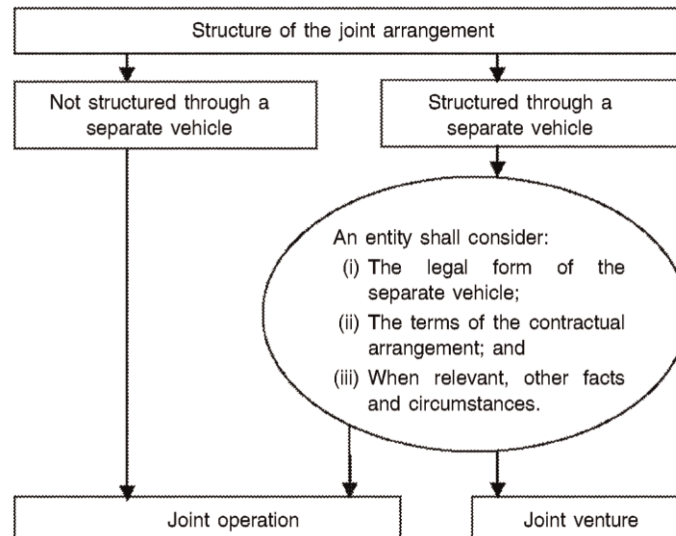 Structure of the joint arrangement
Not structured through a
separate vehicle
Structured through a
separate vehicle
An entity shall consider:
(i) The legal form of the
separate vehicle;
(ii) The terms of the contractual
arrangement; and
(iii) When relevant, other facts
and circumstances.
Joint operation
Joint venture